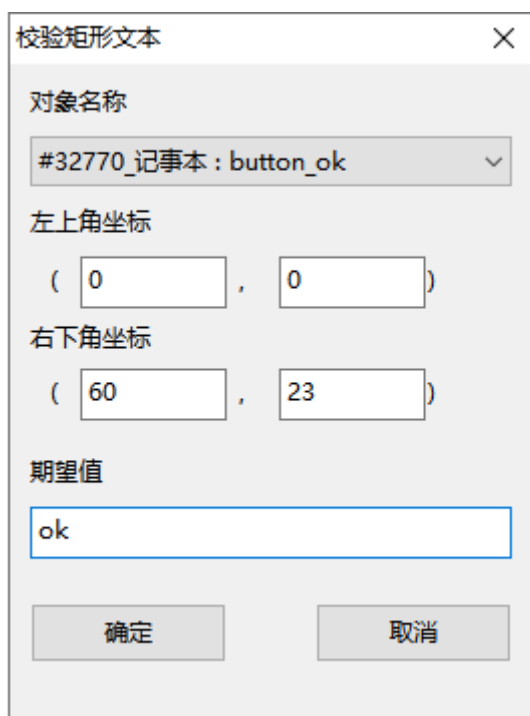 校验矩形文本
对象名称
#32770_记事本 : button_ok
左上角坐标
( 0 , 0 )
右下角坐标
( 60 , 23 )
期望值
ok
确定 取消